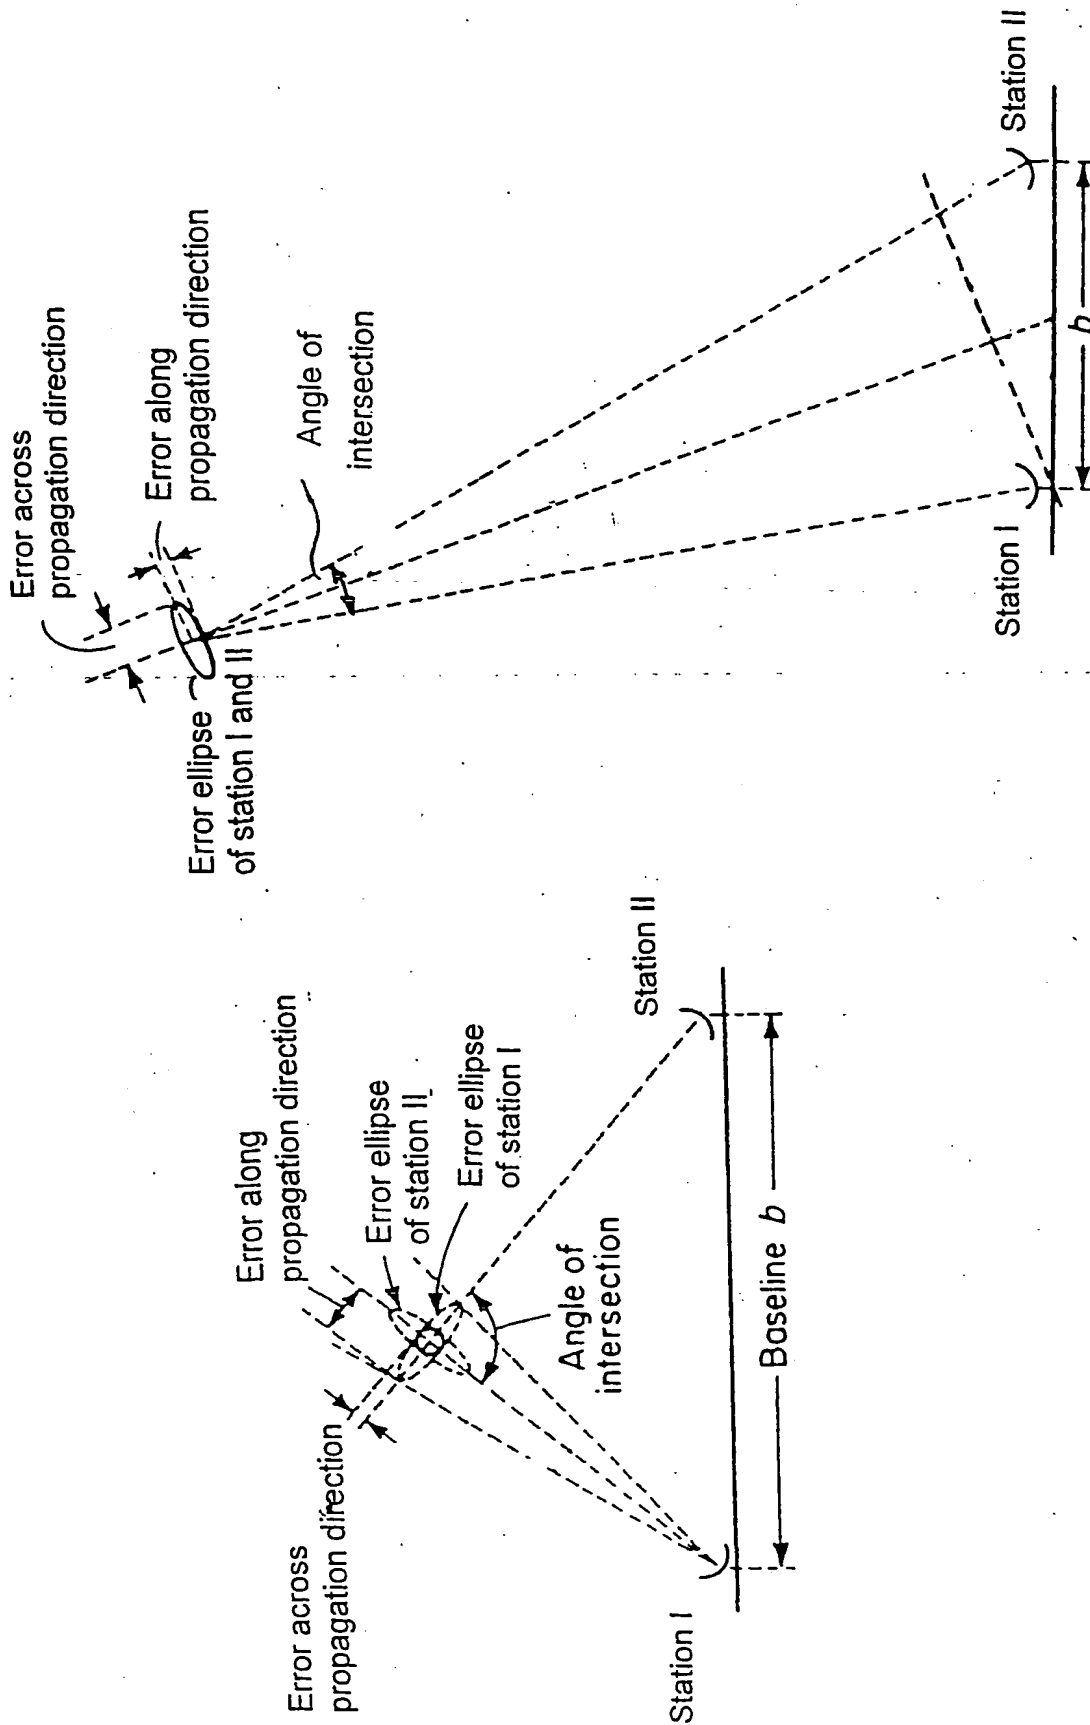 Error across
propagation direction
Error along
propagation direction
Error ellipse
of station II
Error ellipse
of station I
Angle of
intersection
Station I
Station II
Baseline b
Error across
propagation direction
Error along
propagation direction
Error ellipse
of station I and II
Angle of
intersection
Station I
Station II
b